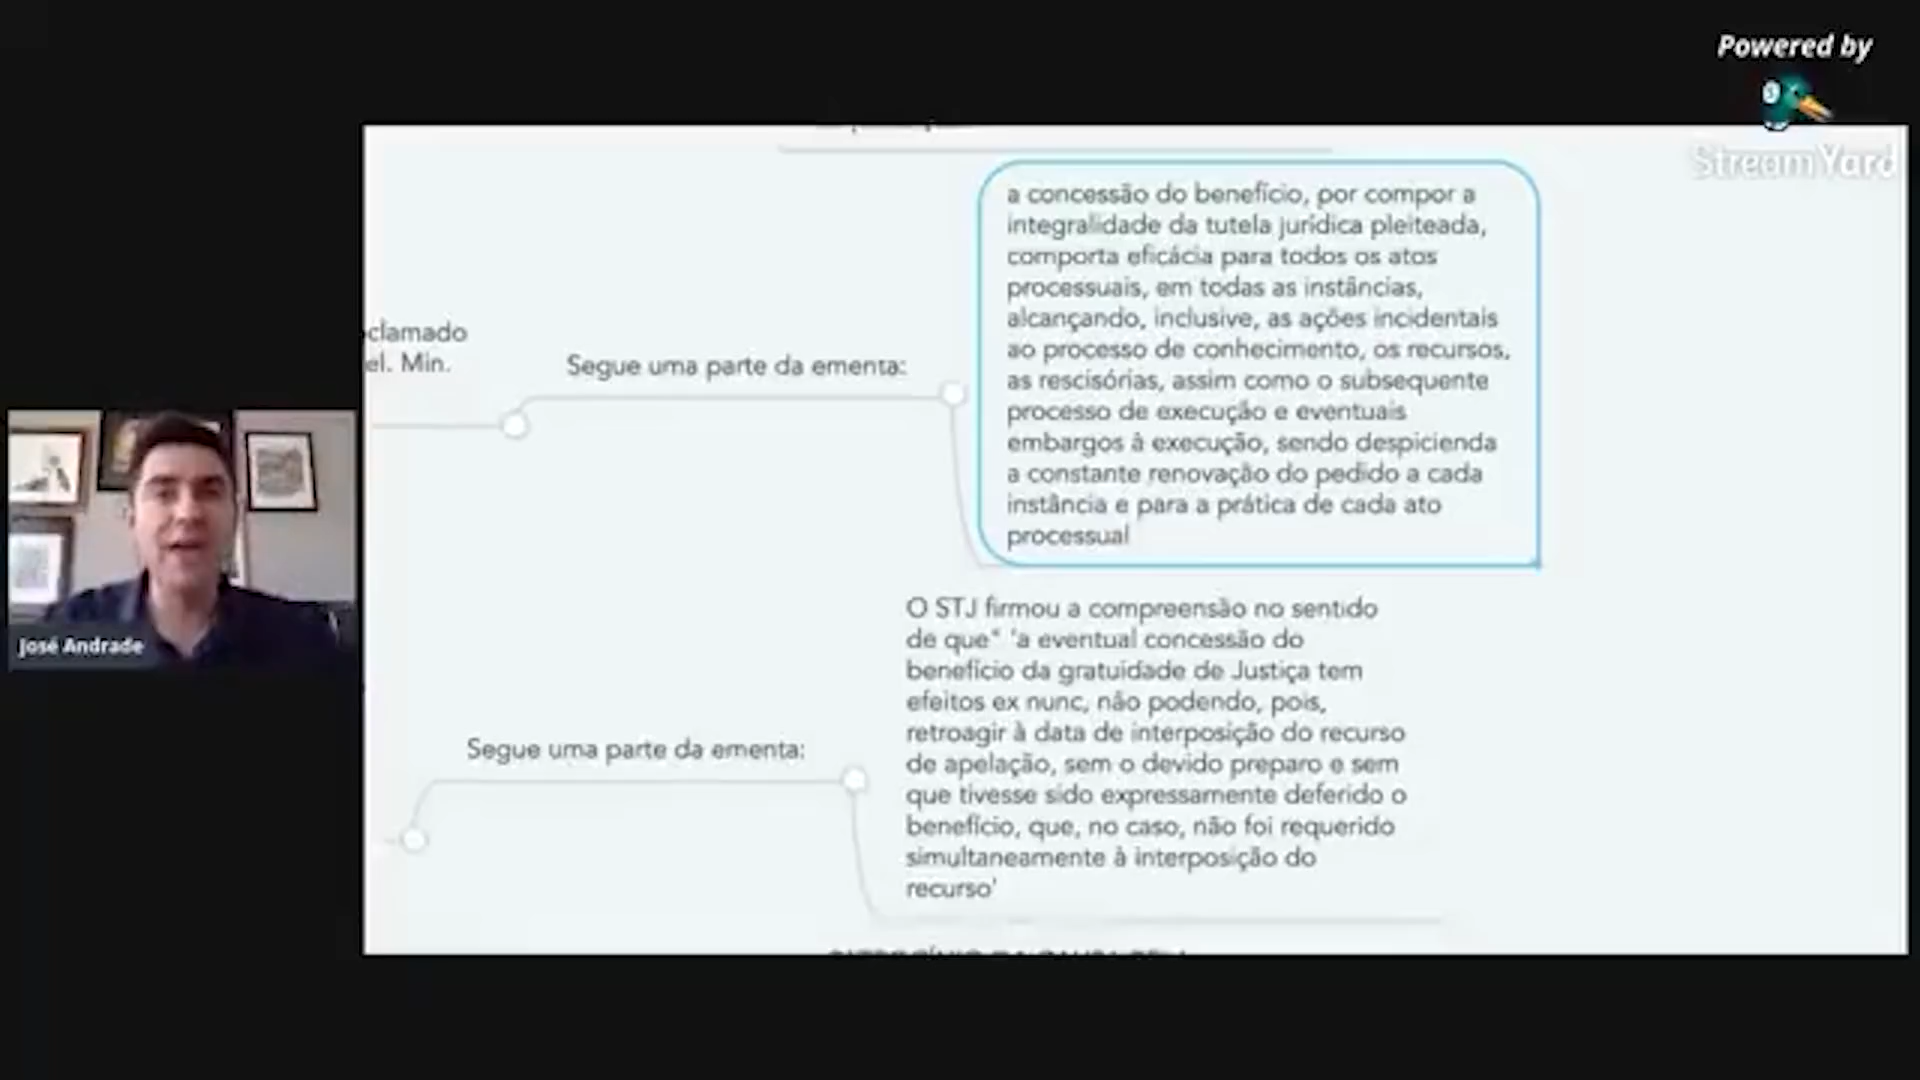 Powered by
StreamYard
a concessão do benefício, por compor a
integralidade da tutela jurídica pleiteada,
comporta eficácia para todos os atos
processuais, em todas as instâncias,
alcançando, inclusive, as ações incidentais
ao processo de conhecimento, os recursos,
as rescisórias, assim como o subsequente
processo de execução e eventuais
embargos à execução, sendo despicienda
a constante renovação do pedido a cada
instância e para a prática de cada ato
processual
clamado
el. Min.
Segue uma parte da ementa:
José Andrade
O STJ firmou a compreensão no sentido
de que" 'a eventual concessão do
benefício da gratuidade de Justiça tem
efeitos ex nunc, não podendo, pois,
retroagir à data de interposição do recurso
de apelação, sem o devido preparo e sem
que tivesse sido expressamente deferido o
benefício, que, no caso, não foi requerido
simultaneamente à interposição do
recurso'
Segue uma parte da ementa: